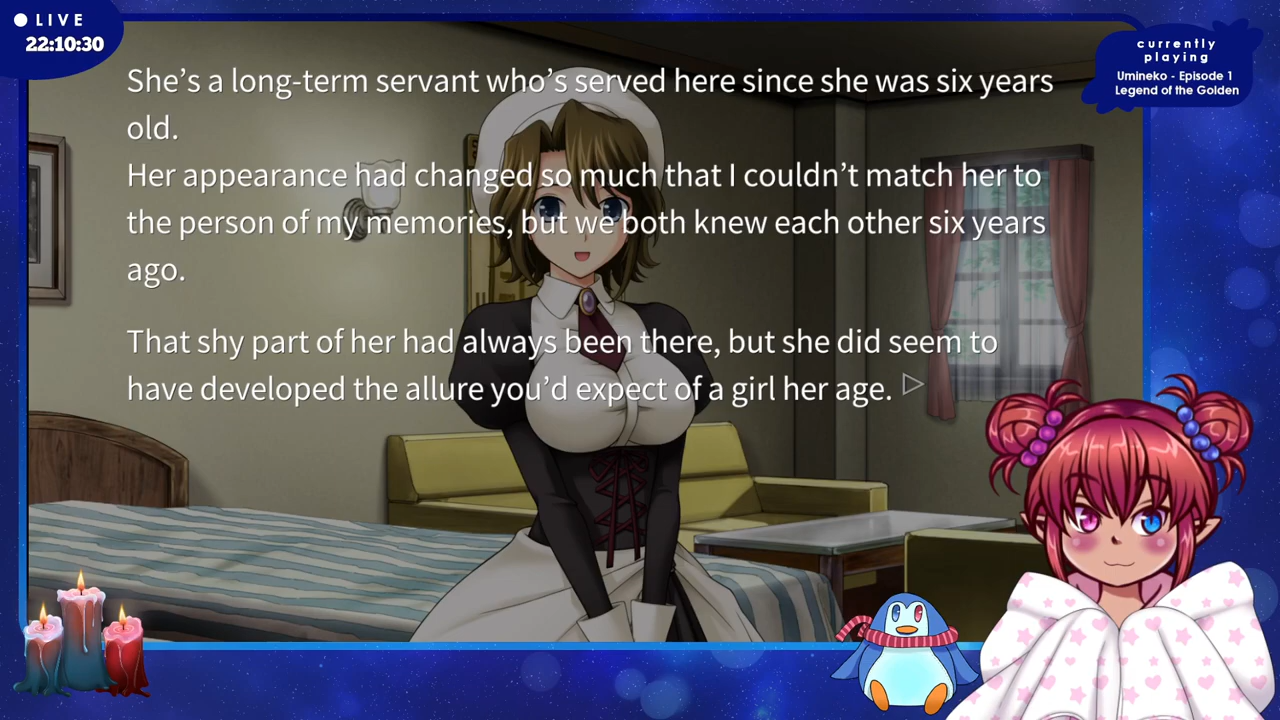 LIVE
22:10:30
currently
playing
Umineko - Episode 1
Legend of the Golden
She’s a long-term servant who’s served here since she was six years
old.
Her appearance had changed so much that I couldn’t match her to
the person of my memories, but we both knew each other six years
ago.
That shy part of her had always been there, but she did seem to
have developed the allure you’d expect of a girl her age.